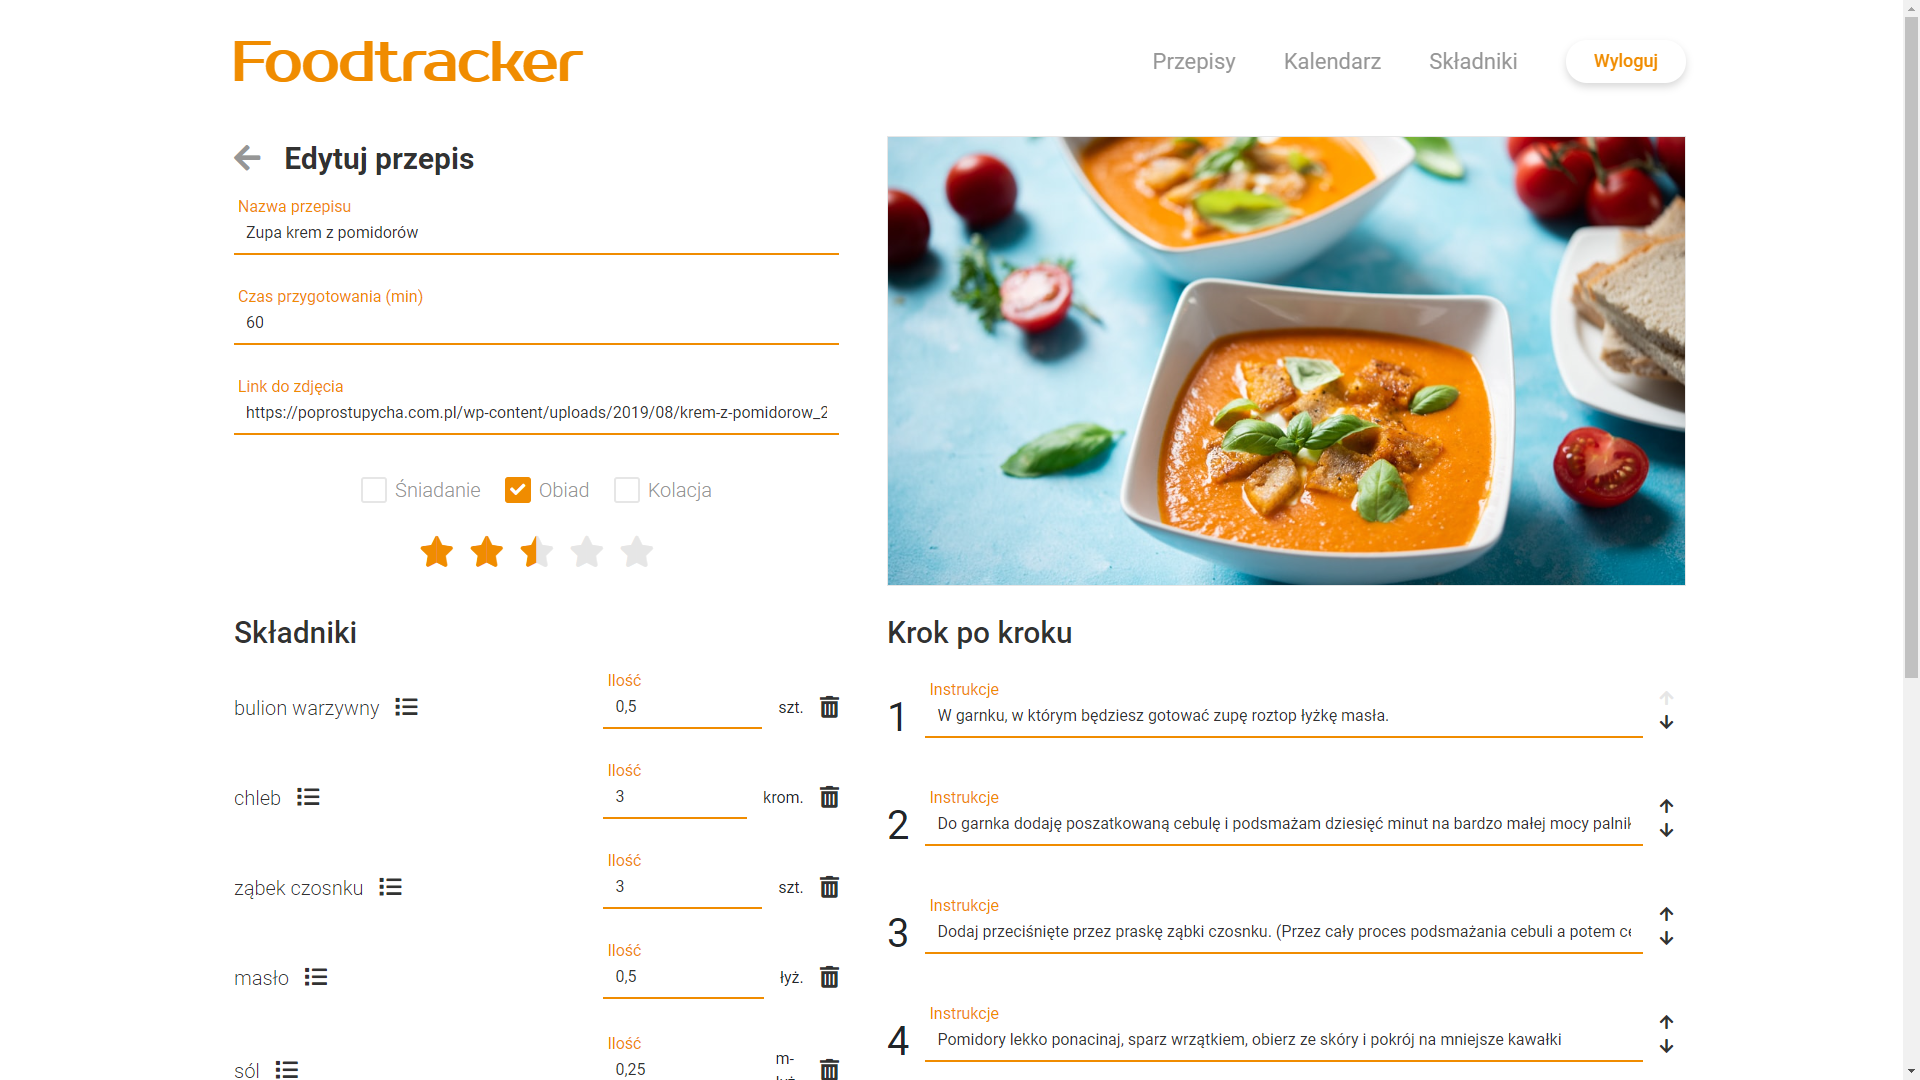 Foodtracker
Przepisy
Kalendarz
Składniki
Wyloguj
Edytuj przepis
Nazwa przepisu
Zupa krem z pomidorów
Czas przygotowania (min)
60
Link do zdjęcia
https://poprostupycha.com.pl/wp-content/uploads/2019/08/krem-z-pomidorow_2
Śniadanie
Obiad
Kolacja
Składniki
bulion warzywny
Ilość
0,5
szt.
chleb
Ilość
3
krom.
ząbek czosnku
Ilość
3
szt.
masło
Ilość
0,5
łyż.
sól
Ilość
0,25
m-
Krok po kroku
1
Instrukcje
W garnku, w którym będziesz gotować zupę roztop łyżkę masła.
2
Instrukcje
Do garnka dodaję poszatkowaną cebulę i podsmażam dziesięć minut na bardzo małej mocy
3
Instrukcje
Dodaj przeciśnięte przez praskę ząbki czosnku. (Przez cały proces podsmażania cebuli a potem
4
Instrukcje
Pomidory lekko ponacinaj, sparz wrzątkiem, obierz ze skóry i pokrój na mniejsze kawałki